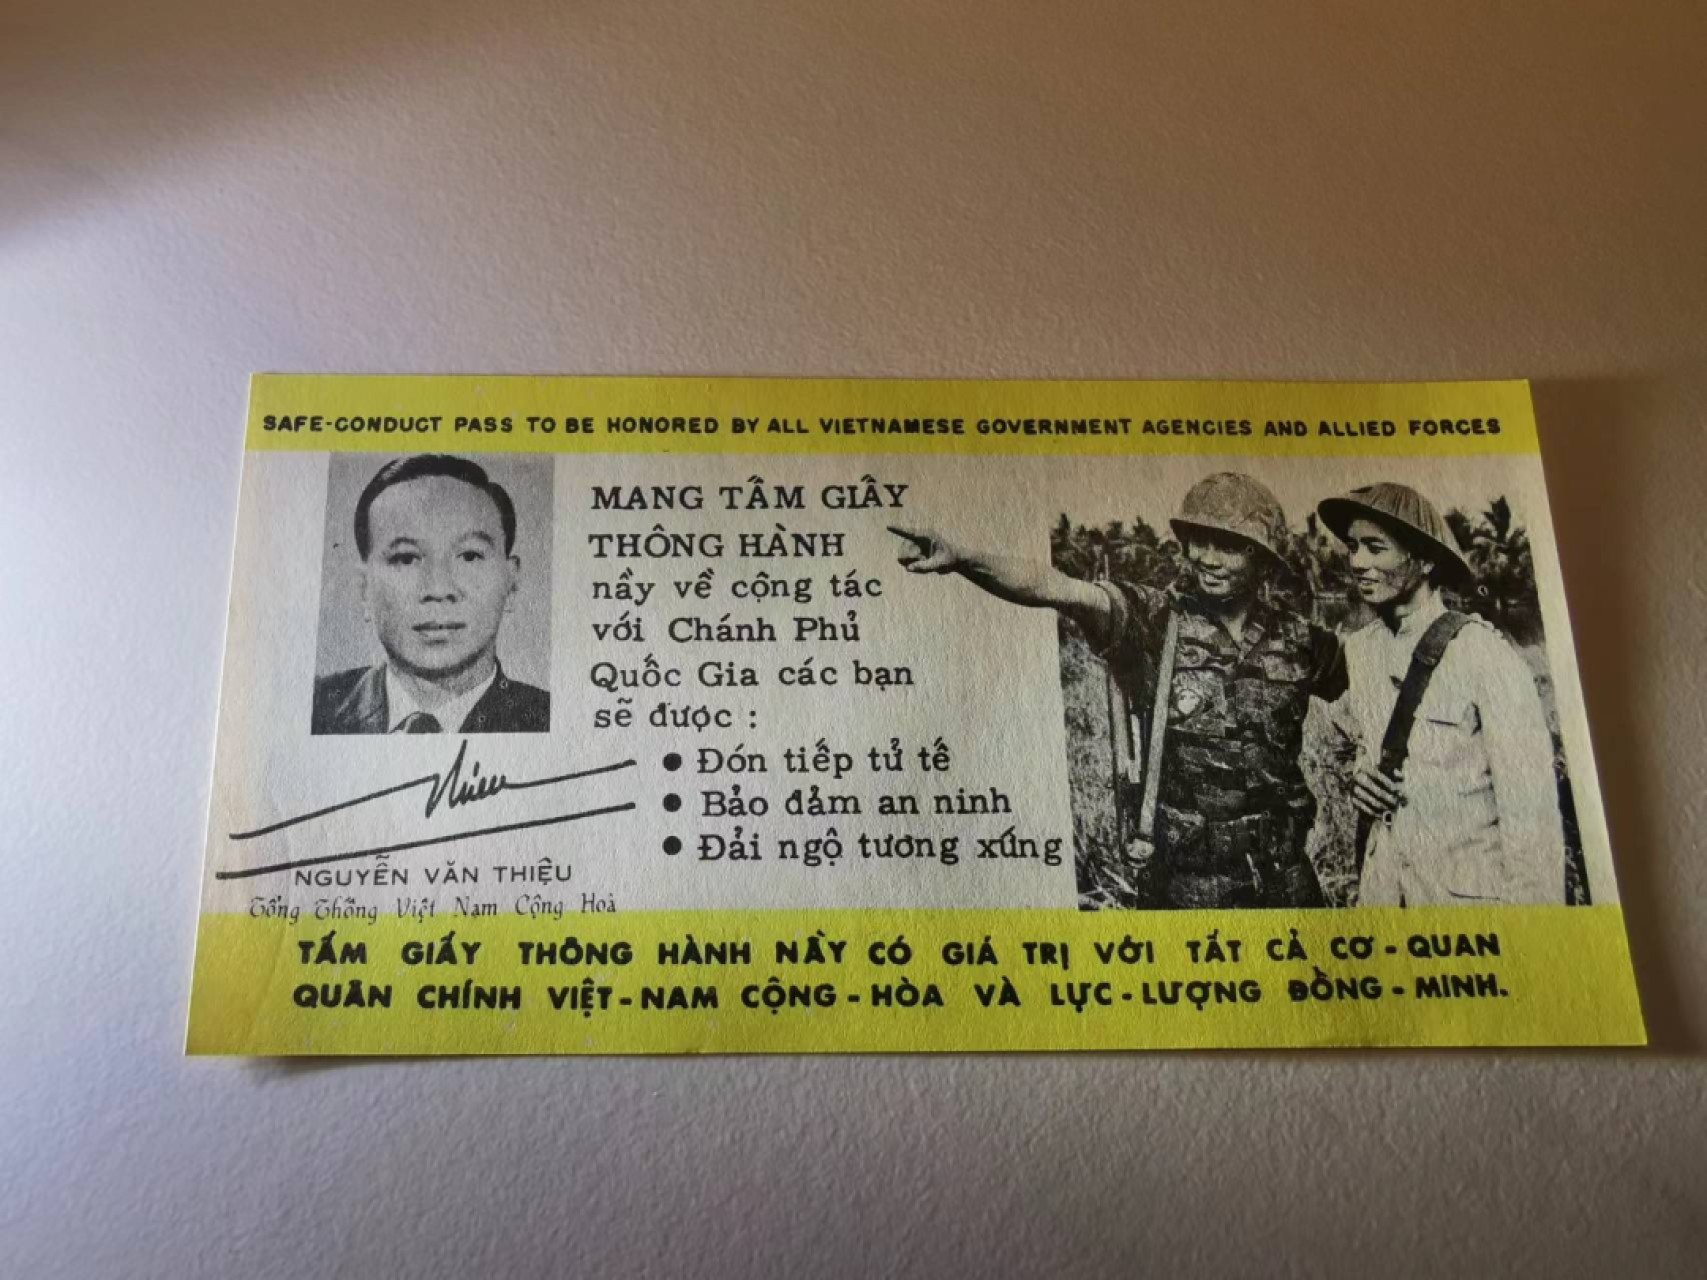 SAFE-CONDUCT PASS TO BE HONORED BY ALL VIETNAMESE GOVERNMENT AGENCIES AND ALLIED FORCES
MANG TẤM GIẤY
THÔNG HÀNH
nầy về cộng tác
với Chánh Phủ
Quốc Gia các bạn
sẽ được :
• Đón tiếp tử tế
• Bảo đảm an ninh
• Đải ngộ tương xứng
NGUYỄN VĂN THIỆU
Tổng Thống Việt Nam Cộng Hoà
TẤM GIẤY THÔNG HÀNH NẦY CÓ GIÁ TRỊ VỚI TẤT CẢ CƠ - QUAN
QUÂN CHÍNH VIỆT - NAM CỘNG - HÒA VÀ LỰC - LƯỢNG ĐỒNG - MINH.